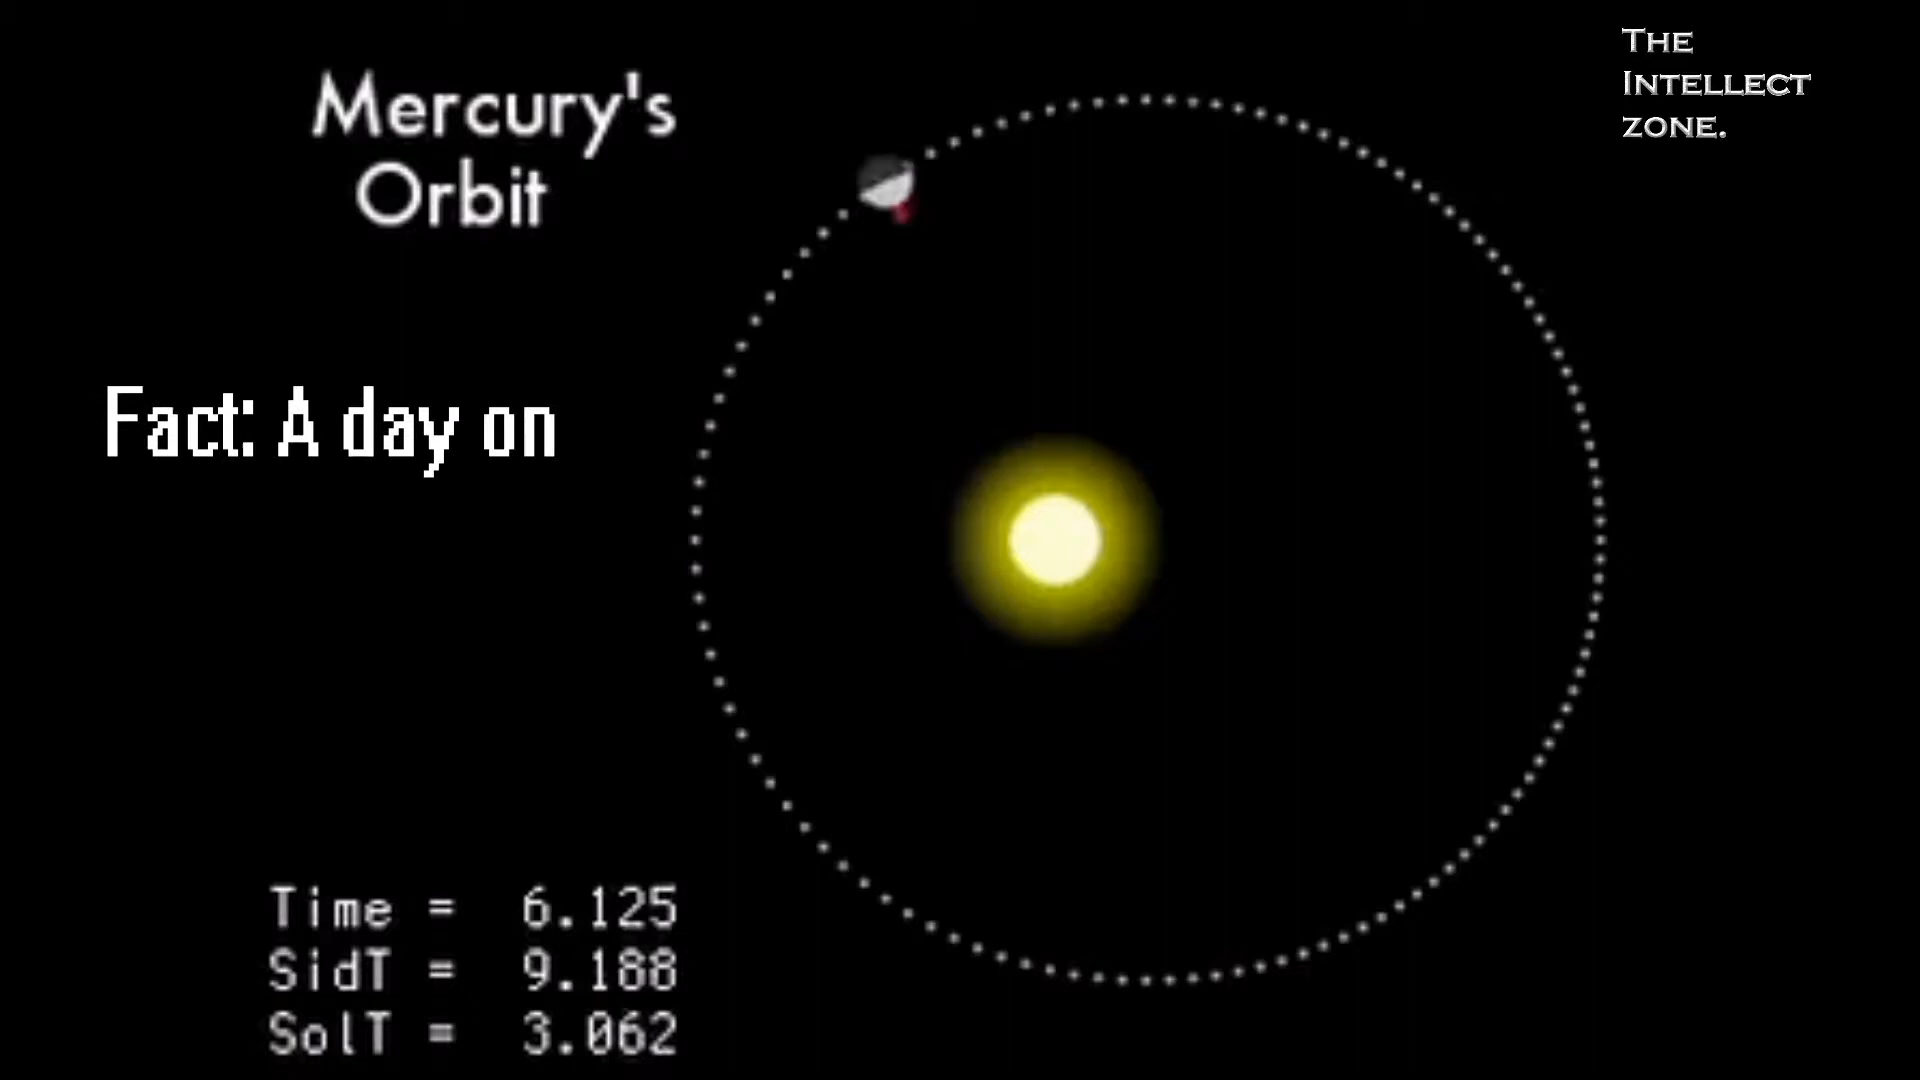 Mercury's
Orbit
THE
INTELLECT
ZONE.
Fact: A day on
Time = 6.125
SidT = 9.188
SolT = 3.062